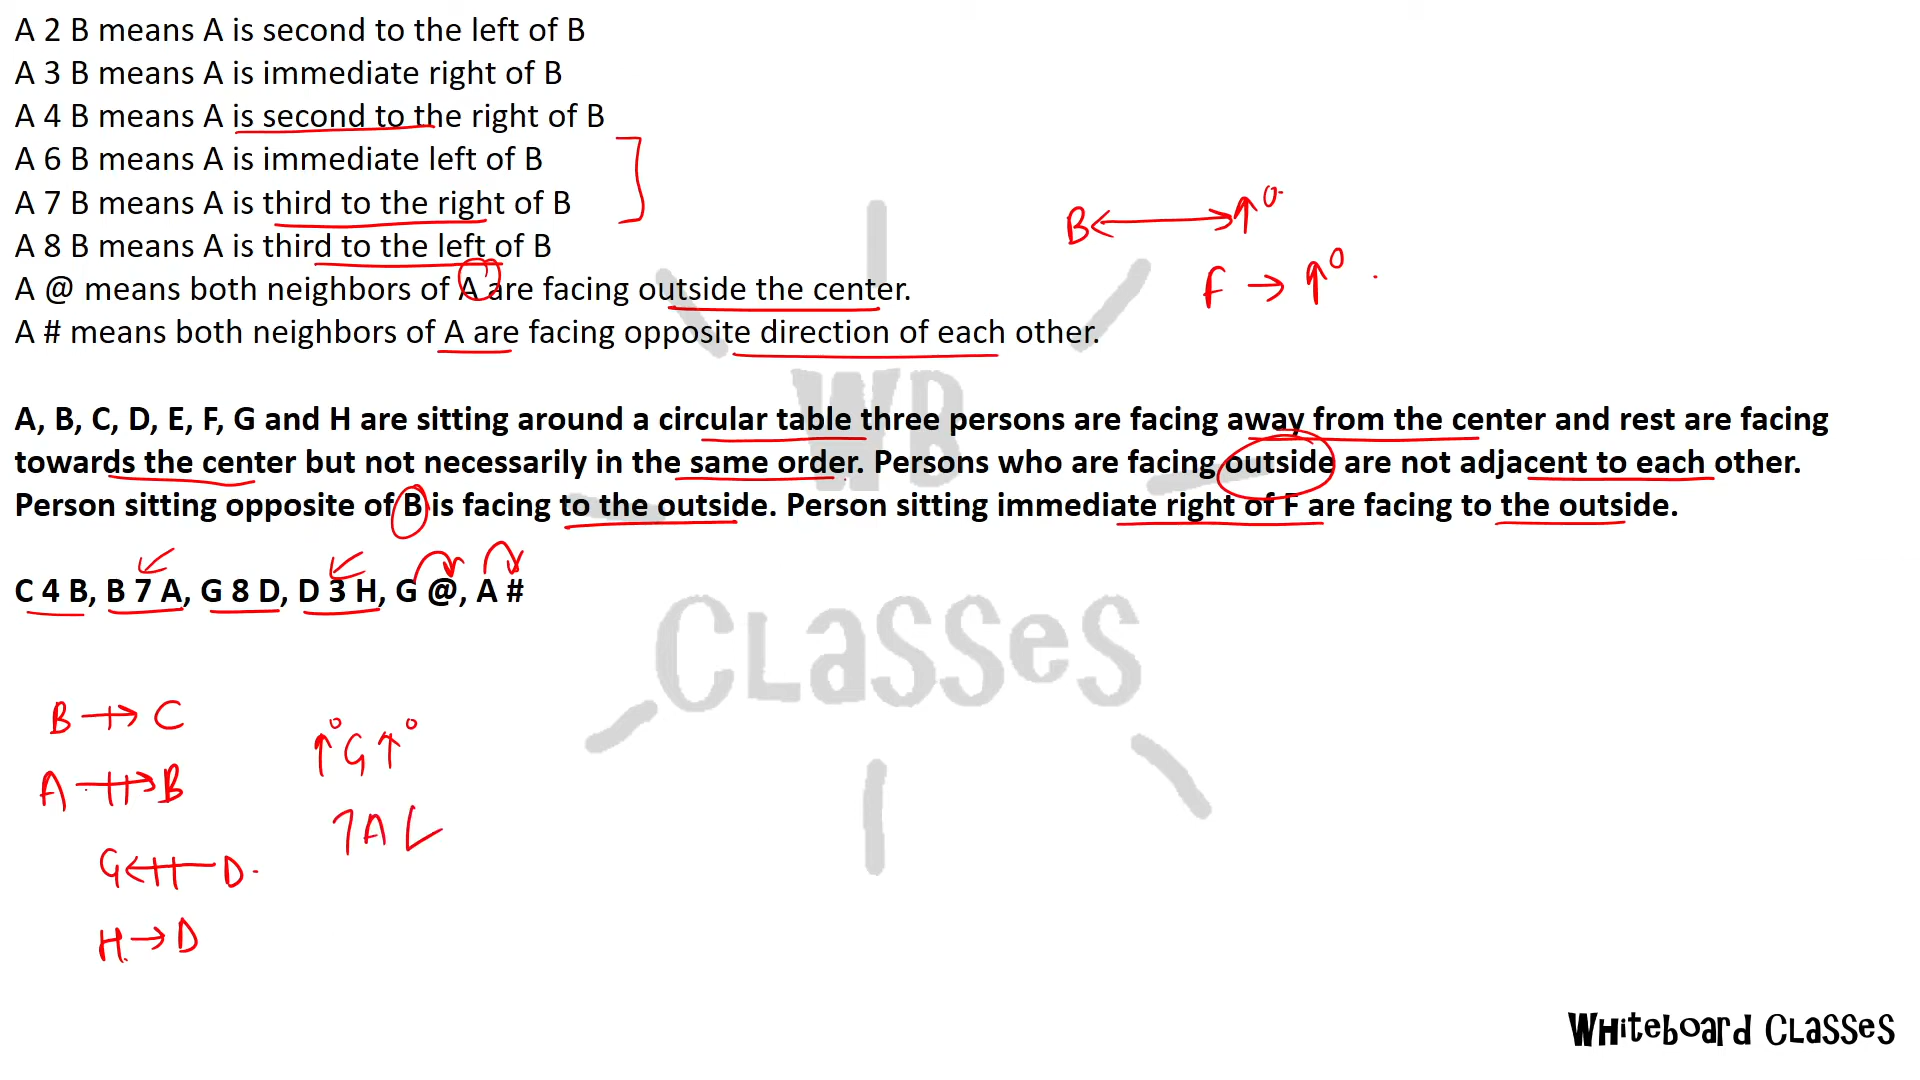 A 2 B means A is second to the left of B
A 3 B means A is immediate right of B
A 4 B means A is second to the right of B
A 6 B means A is immediate left of B
A 7 B means A is third to the right of B
A 8 B means A is third to the left of B
A @ means both neighbors of A are facing outside the center.
A # means both neighbors of A are facing opposite direction of each other.
B ↔ ↑O
F → ↑O
A, B, C, D, E, F, G and H are sitting around a circular table three persons are facing away from the center and rest are facing
towards the center but not necessarily in the same order. Persons who are facing outside are not adjacent to each other.
Person sitting opposite of B is facing to the outside. Person sitting immediate right of F are facing to the outside.
C 4 B, B 7 A, G 8 D, D 3 H, G @, A #
WB
CLaSSeS
B → C
A → B
G ← D
H → D
↑O G ↑O
A
WHiteboard CLaSSeS